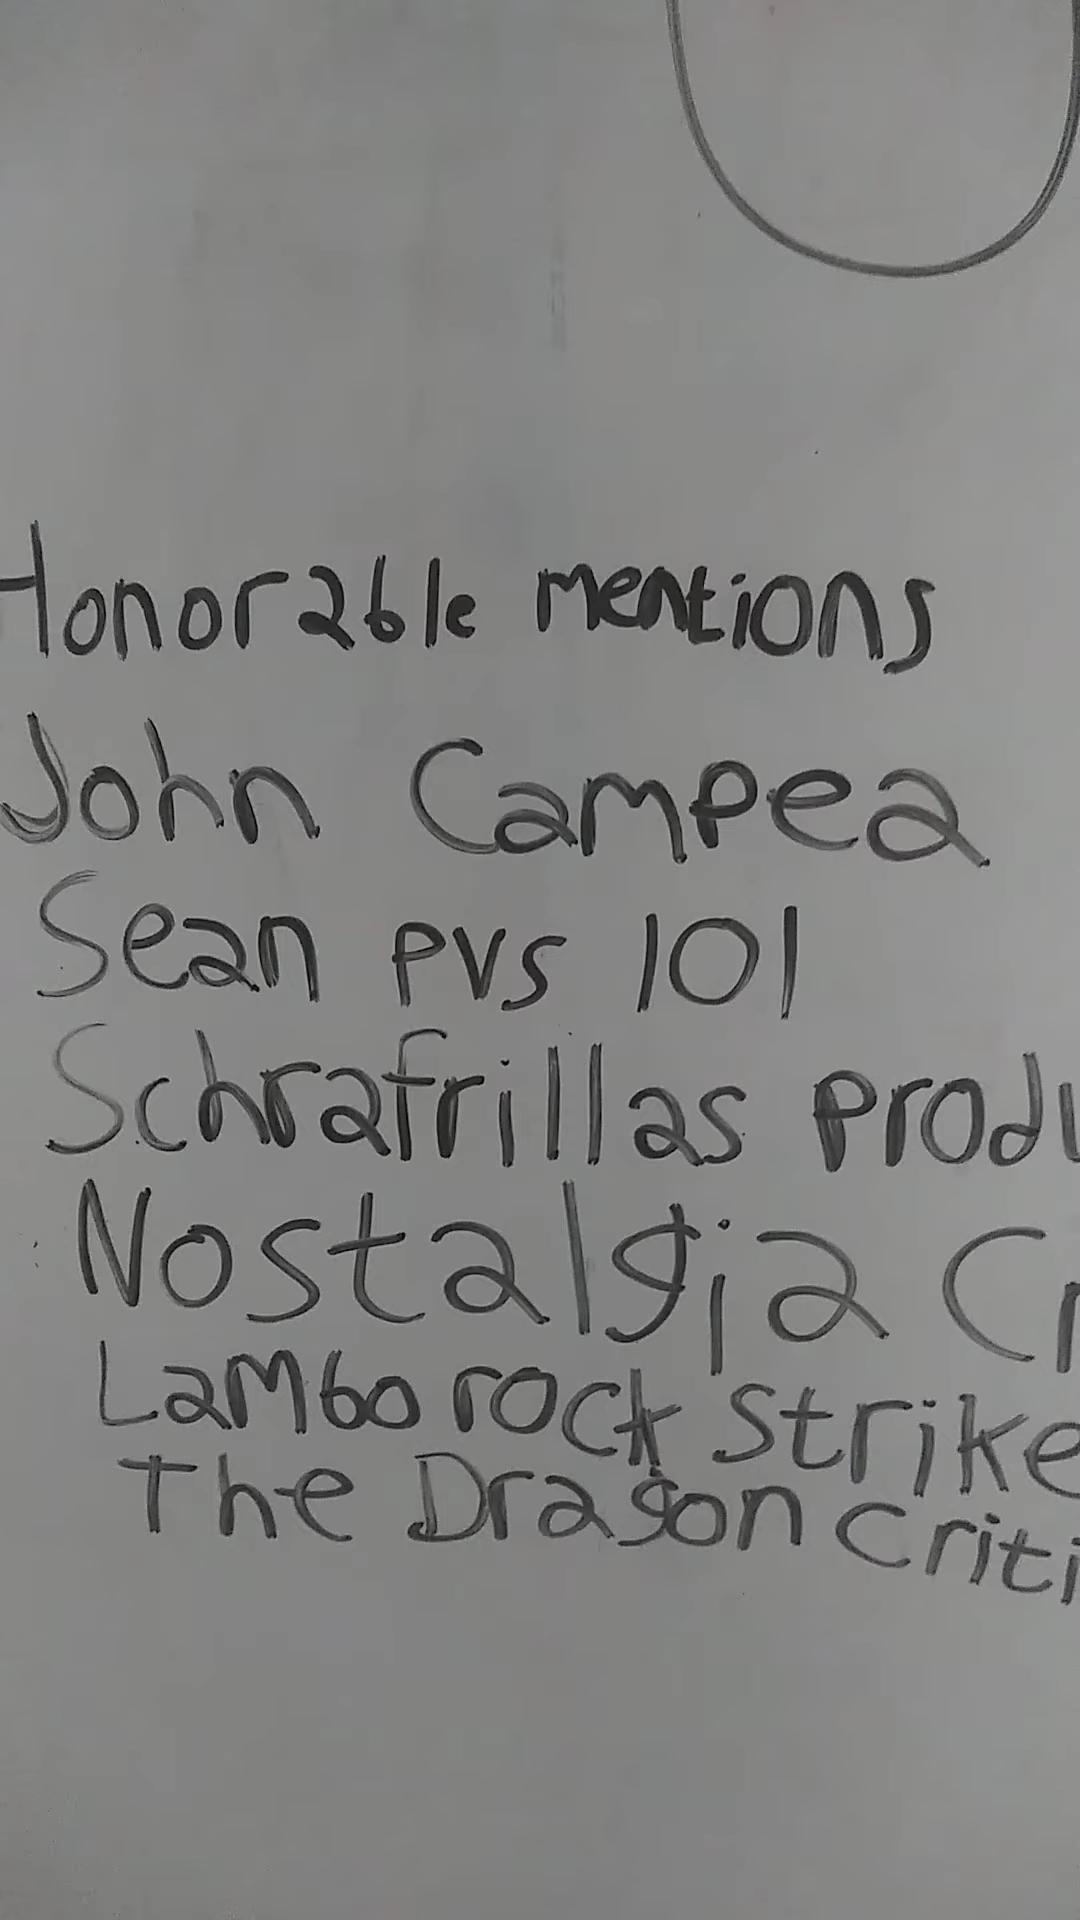 Honorable mentions
John Campea
Sean pvs 101
Schrafrillas produ
Nostalgia Cr
Lambo rock strike
The Dragon criti